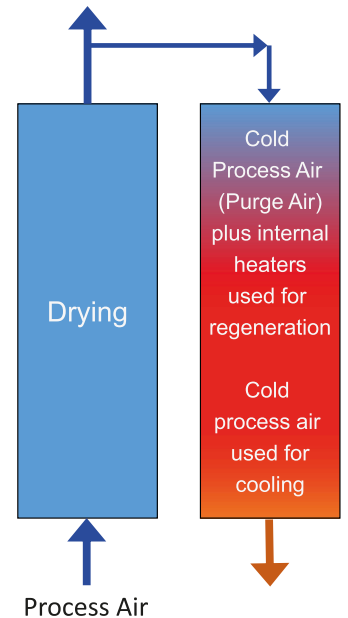 Drying
Cold
Process Air
(Purge Air)
plus internal
heaters
used for
regeneration
Cold
process air
used for
cooling
Process Air